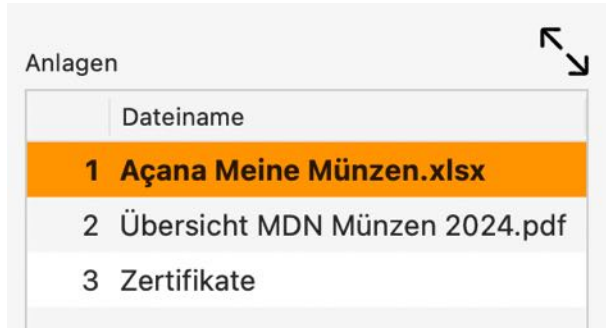 Anlagen
Dateiname
1 Açana Meine Münzen.xlsx
2 Übersicht MDN Münzen 2024.pdf
3 Zertifikate